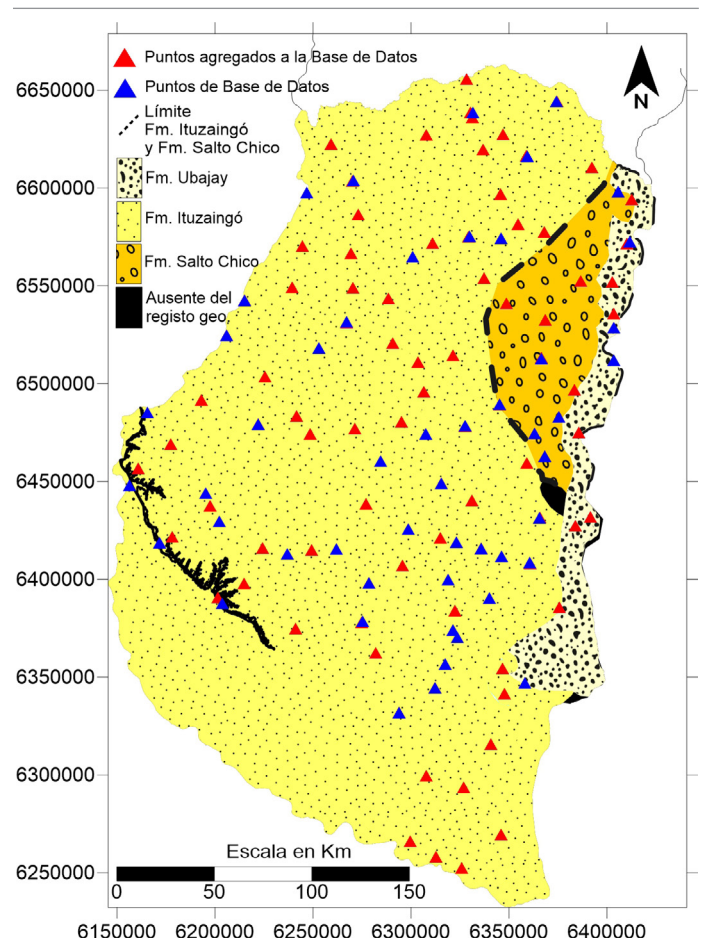 Puntos agregados a la Base de Datos
Puntos de Base de Datos
Límite
Fm. Ituzaingó
y Fm. Salto Chico
Fm. Ubajay
Fm. Ituzaingó
Fm. Salto Chico
Ausente del
registo geo.
N
6650000
6600000
6550000
6500000
6450000
6400000
6350000
6300000
6250000
Escala en Km
0 50 100 150
6150000 6200000 6250000 6300000 6350000 6400000